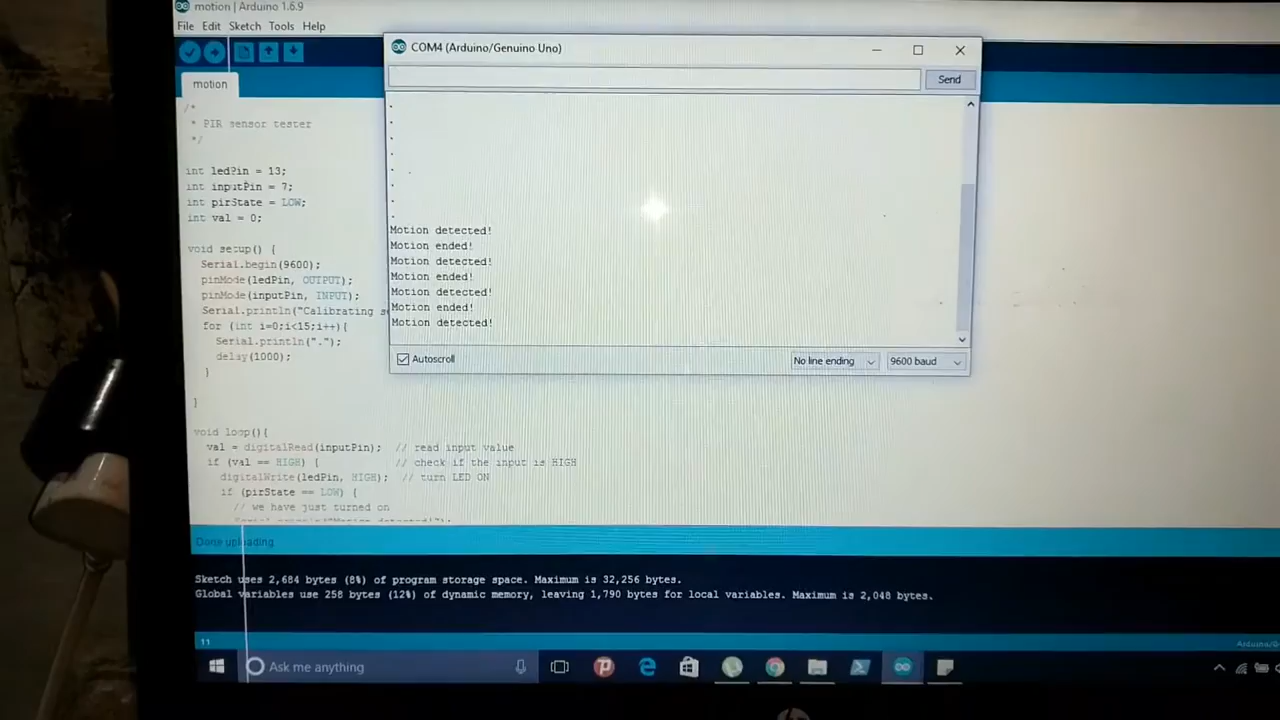 motion | Arduino 1.6.9
File Edit Sketch Tools Help
COM4 (Arduino/Genuino Uno)
Send
motion
/*
* PIR sensor tester
*/
int ledPin = 13;
int inputPin = 7;
int pirState = LOW;
int val = 0;
void setup() {
Serial.begin(9600);
pinMode(ledPin, OUTPUT);
pinMode(inputPin, INPUT);
Serial.println("Calibrating
for (int i=0;i<15;i++){
Serial.println(".");
delay(1000);
}
}
void loop(){
val = digitalRead(inputPin); // read input value
if (val == HIGH) { // check if the input is HIGH
digitalWrite(ledPin, HIGH); // turn LED ON
if (pirState == LOW) {
// we have just turned on
.
.
.
.
.
.
.
.
Motion detected!
Motion ended!
Motion detected!
Motion ended!
Motion detected!
Motion ended!
Motion detected!
Autoscroll
No line ending
9600 baud
Done uploading
Sketch uses 2,684 bytes (8%) of program storage space. Maximum is 32,256 bytes.
Global variables use 258 bytes (12%) of dynamic memory, leaving 1,790 bytes for local variables. Maximum is 2,048 bytes.
11
Ask me anything